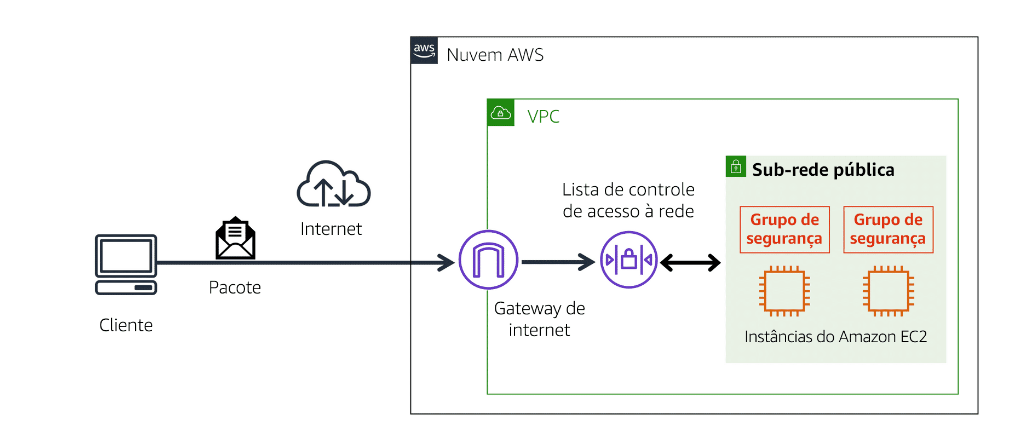 aws
Nuvem AWS
VPC
Sub-rede pública
Lista de controle
de acesso à rede
Grupo de
segurança
Grupo de
segurança
Internet
Pacote
Cliente
Gateway de
internet
Instâncias do Amazon EC2